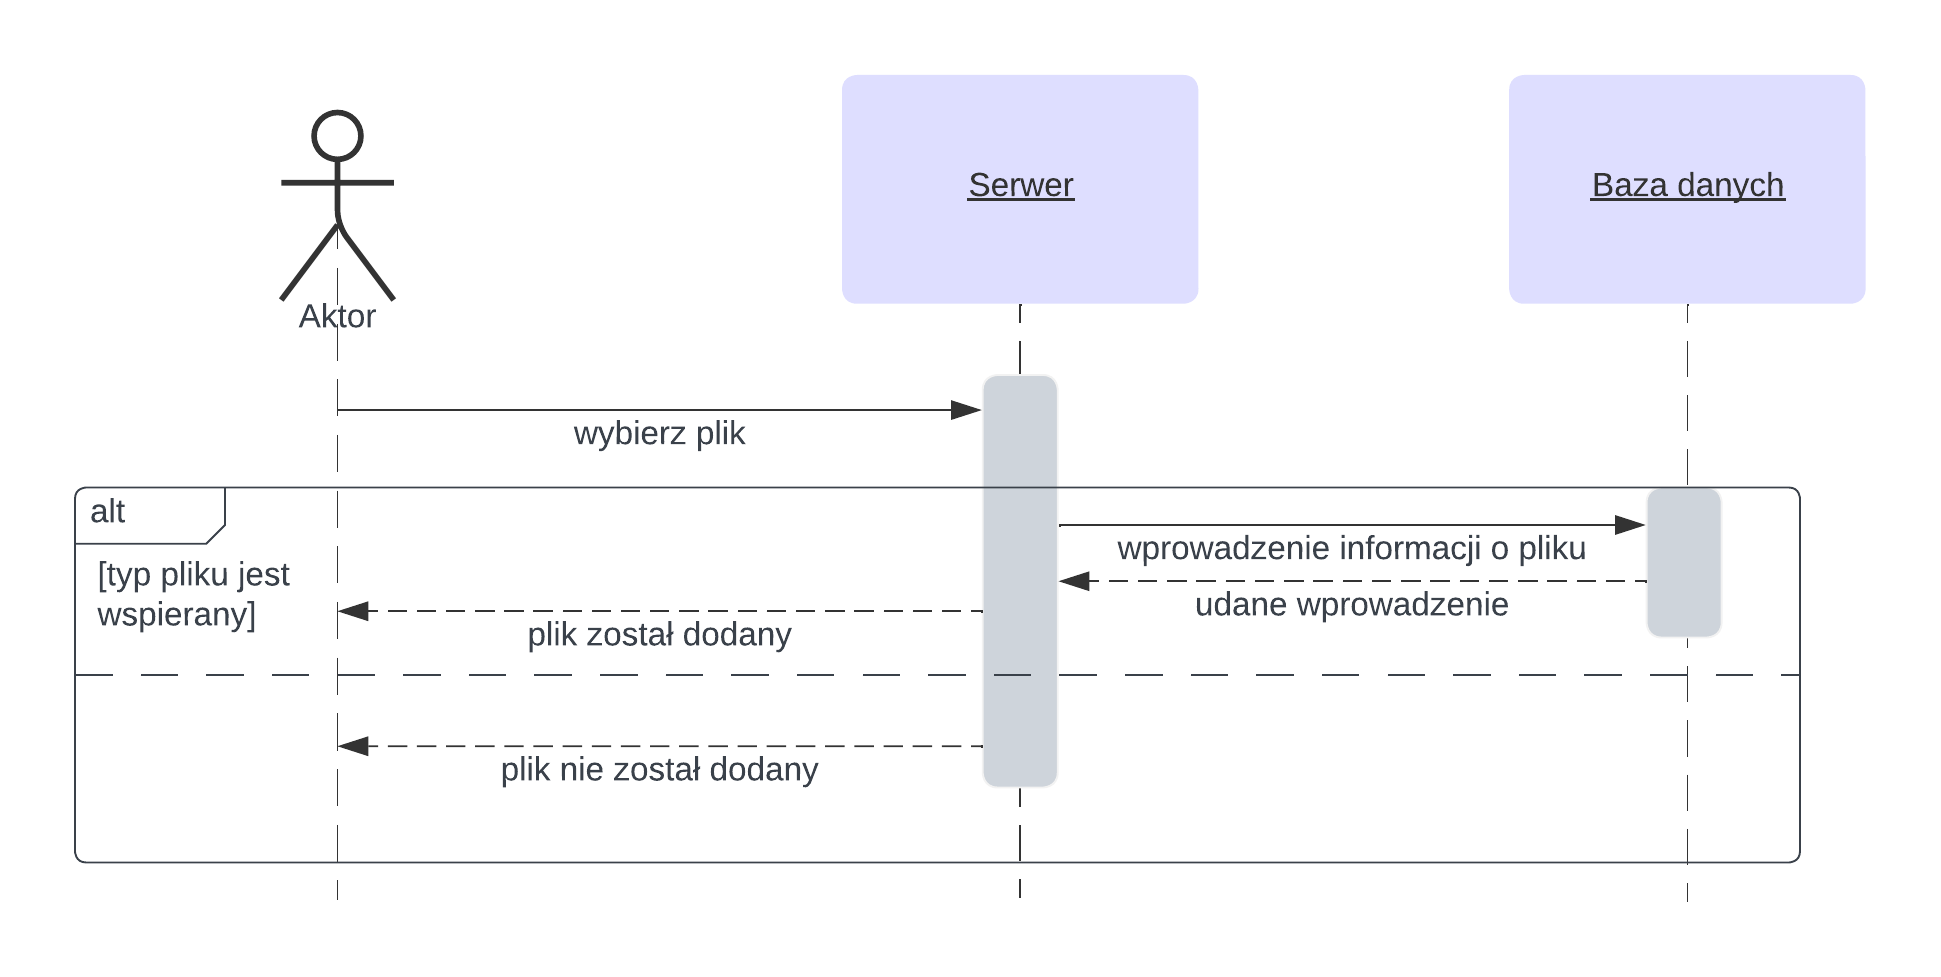 Aktor
Serwer
Baza danych
wybierz plik
alt
[typ pliku jest
wspierany]
wprowadzenie informacji o pliku
udane wprowadzenie
plik został dodany
plik nie został dodany